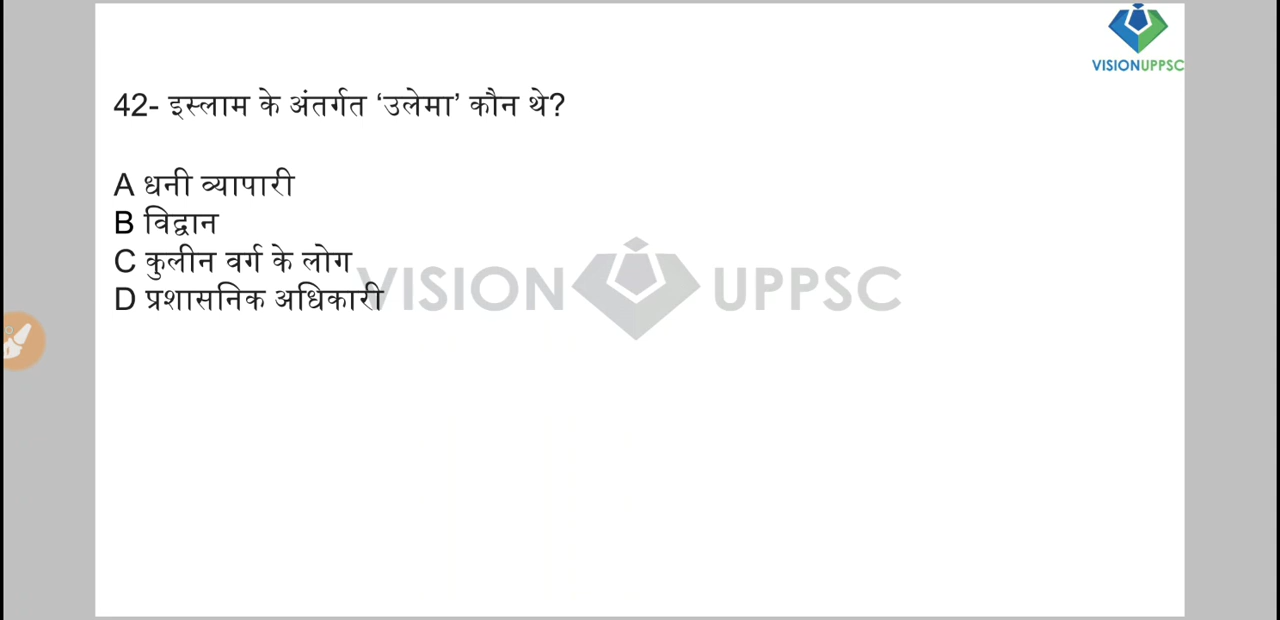 VISIONUPPSC
42- इस्लाम के अंतर्गत ‘उलेमा’ कौन थे?
A धनी व्यापारी
B विद्वान
C कुलीन वर्ग के लोग
D प्रशासनिक अधिकारी
VISION UPPSC